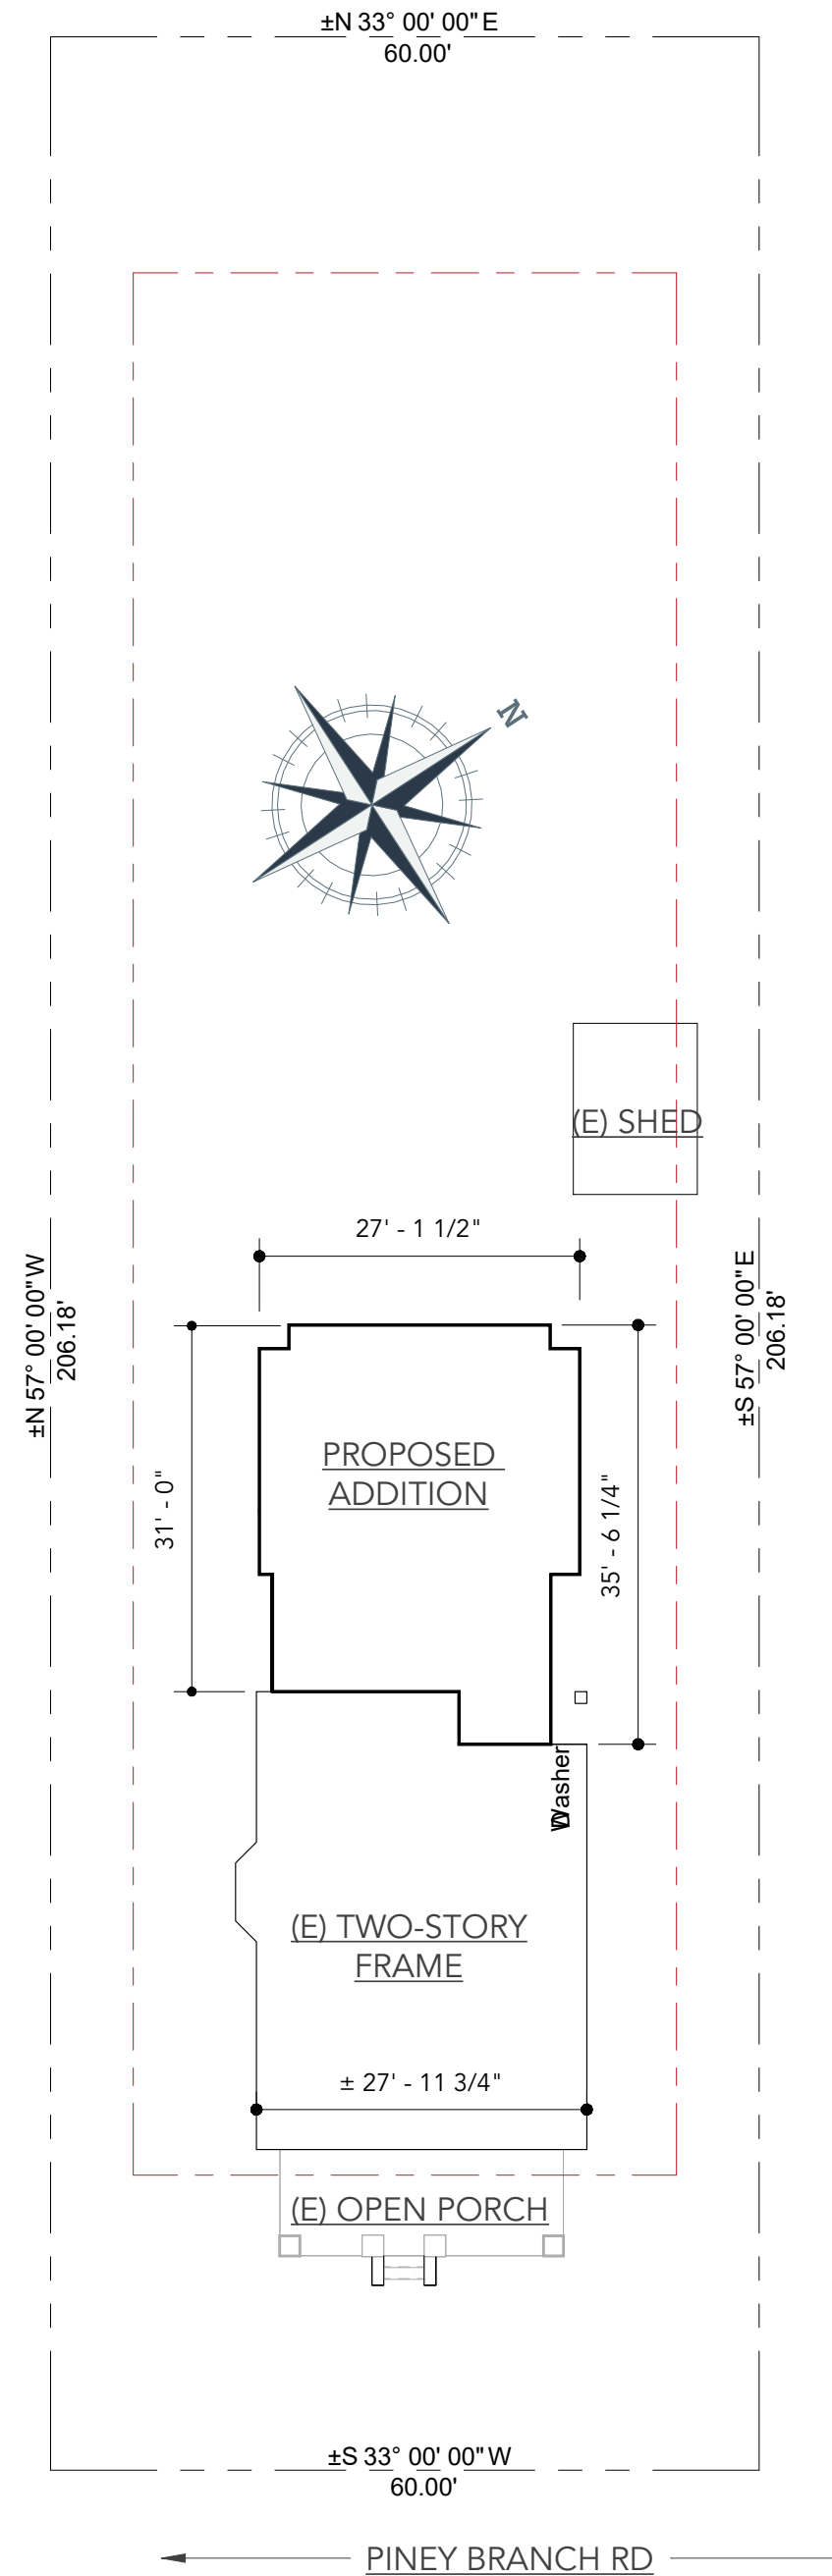 ±N 33° 00' 00" E
60.00'
N
(E) SHED
27' - 1 1/2"
±N 57° 00' 00" W
206.18'
±S 57° 00' 00" E
206.18'
PROPOSED
ADDITION
31' - 0"
35' - 6 1/4"
Washer
(E) TWO-STORY
FRAME
± 27' - 11 3/4"
(E) OPEN PORCH
±S 33° 00' 00" W
60.00'
PINEY BRANCH RD